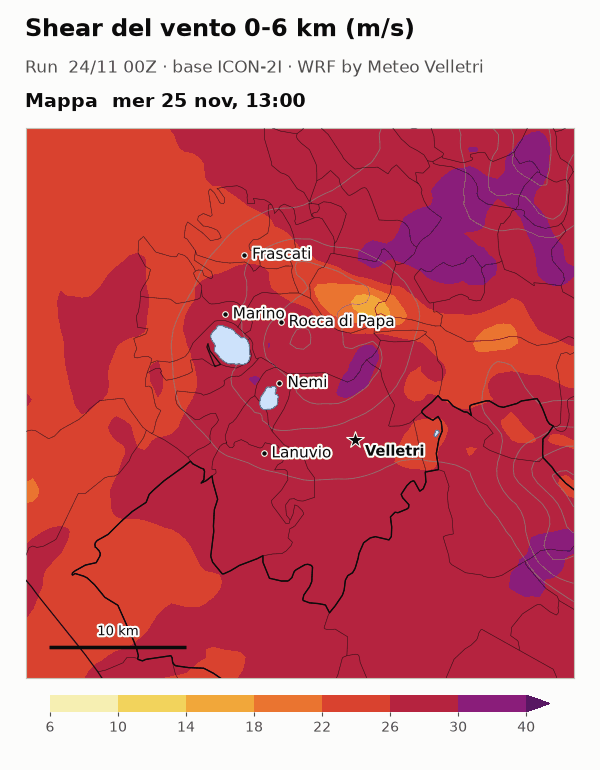 Shear del vento 0-6 km (m/s)
Run  24/11 00Z · base ICON-2I · WRF by Meteo Velletri
Mappa  mer 25 nov, 13:00
Frascati
Marino
Rocca di Papa
Nemi
Velletri
Lanuvio
10 km
6 10 14 18 22 26 30 40